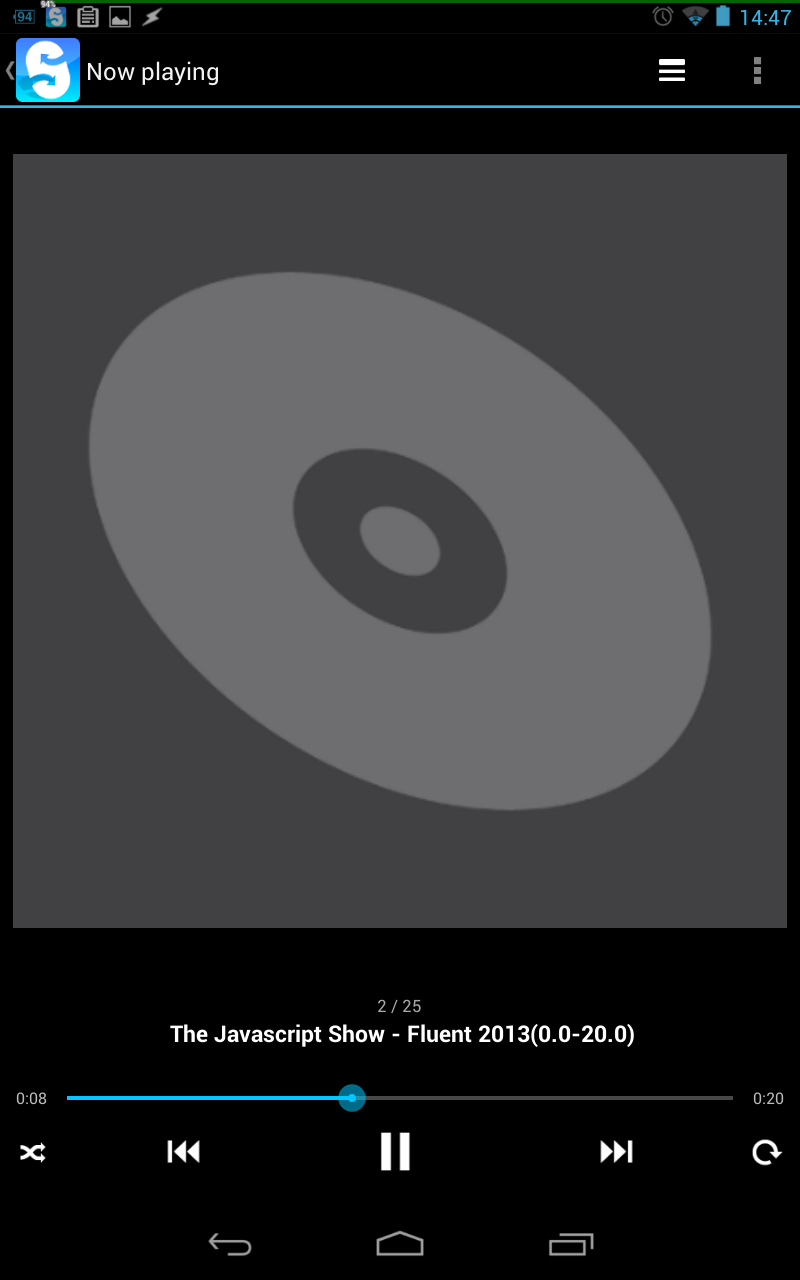 94
94%
14:47
Now playing
2 / 25
The Javascript Show - Fluent 2013(0.0-20.0)
0:08
0:20